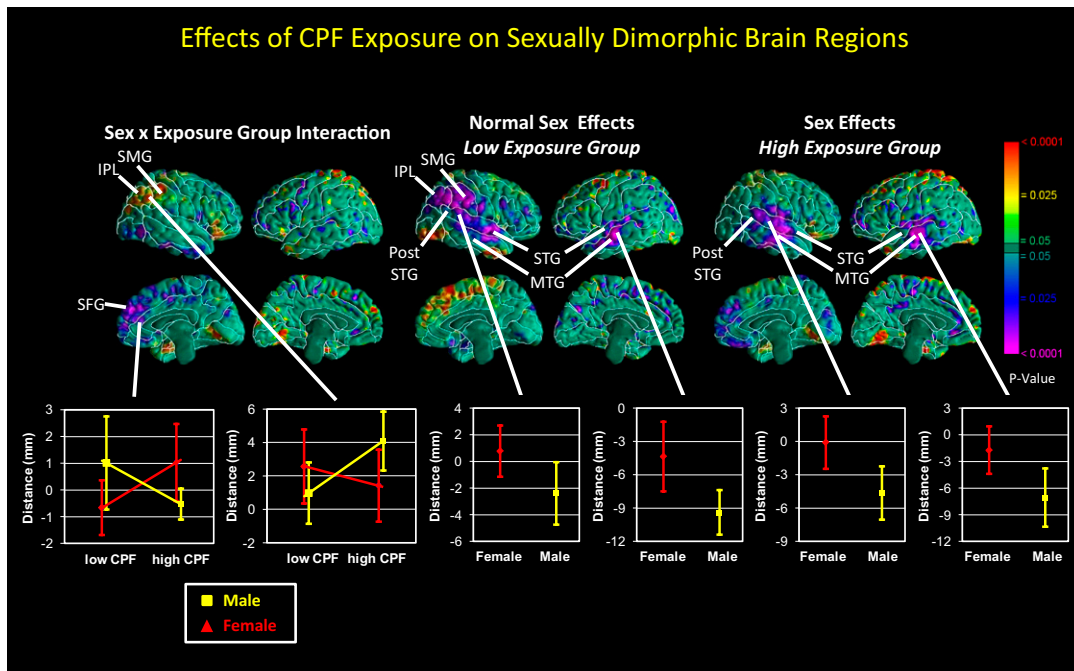 Effects of CPF Exposure on Sexually Dimorphic Brain Regions
Sex x Exposure Group Interaction
Normal Sex Effects
Low Exposure Group
Sex Effects
High Exposure Group
SMG
IPL
SFG
SMG
IPL
Post
STG
STG
MTG
Post
STG
STG
MTG
< 0.0001
= 0.025
= 0.05
= 0.05
= 0.025
< 0.0001
P-Value
Distance (mm)
3
2
1
0
-1
-2
low CPF high CPF
Distance (mm)
6
4
2
0
-2
low CPF high CPF
Distance (mm)
4
2
0
-2
-4
-6
Female Male
Distance (mm)
0
-3
-6
-9
-12
Female Male
Distance (mm)
3
0
-3
-6
-9
Female Male
Distance (mm)
3
0
-3
-6
-9
-12
Female Male
Male
Female